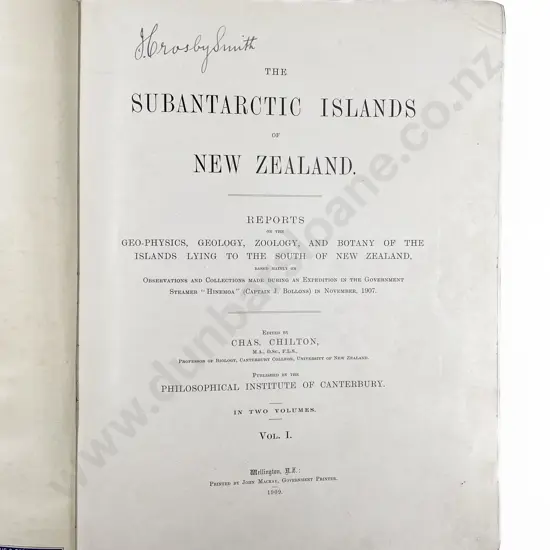 J. Crosby Smith
THE
SUBANTARCTIC ISLANDS
OF
NEW ZEALAND.
REPORTS
ON THE
GEO-PHYSICS, GEOLOGY, ZOOLOGY, AND BOTANY OF THE
ISLANDS LYING TO THE SOUTH OF NEW ZEALAND,
BASED MAINLY ON
OBSERVATIONS AND COLLECTIONS MADE DURING AN EXPEDITION IN THE GOVERNMENT
STEAMER "HINEMOA" (CAPTAIN J. BOLLONS) IN NOVEMBER, 1907.
EDITED BY
CHAS. CHILTON,
M.A., D.Sc., F.L.S.,
PROFESSOR OF BIOLOGY, CANTERBURY COLLEGE, UNIVERSITY OF NEW ZEALAND.
PUBLISHED BY THE
PHILOSOPHICAL INSTITUTE OF CANTERBURY.
IN TWO VOLUMES.
VOL. I.
Wellington, N.Z.:
PRINTED BY JOHN MACKAY, GOVERNMENT PRINTER.
1909.
www.dunbarsloane.co.nz